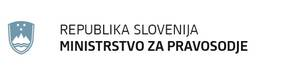 REPUBLIKA SLOVENIJA
MINISTRSTVO ZA PRAVOSODJE